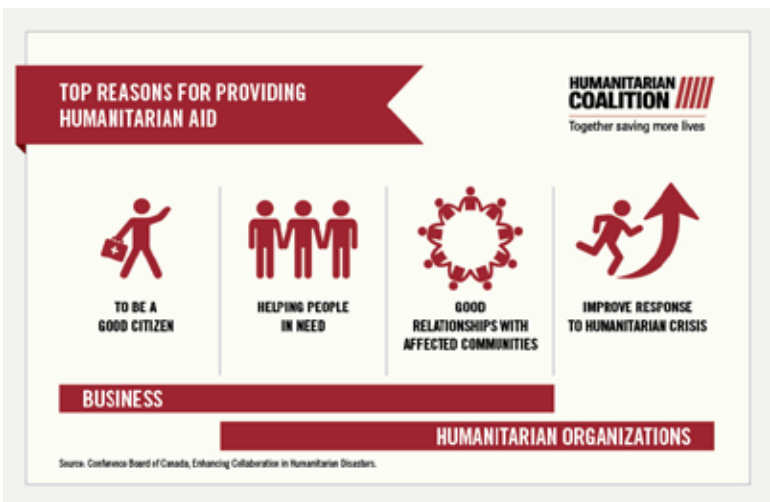 TOP REASONS FOR PROVIDING
HUMANITARIAN AID
HUMANITARIAN
COALITION
Together saving more lives
TO BE A
GOOD CITIZEN
HELPING PEOPLE
IN NEED
GOOD
RELATIONSHIPS WITH
AFFECTED COMMUNITIES
IMPROVE RESPONSE
TO HUMANITARIAN CRISIS
BUSINESS
HUMANITARIAN ORGANIZATIONS
Source: Conference Board of Canada, Enhancing Collaboration in Humanitarian Disasters.